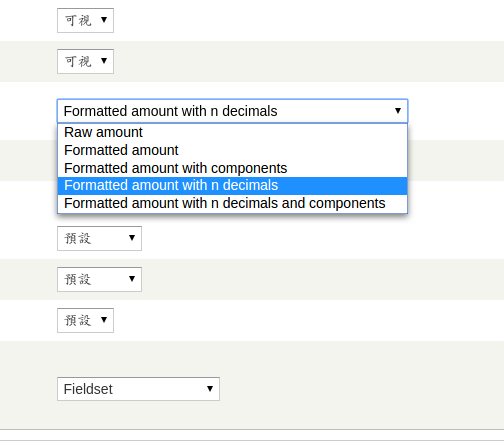 可視
可視
Formatted amount with n decimals
Raw amount
Formatted amount
Formatted amount with components
Formatted amount with n decimals
Formatted amount with n decimals and components
預設
預設
預設
Fieldset